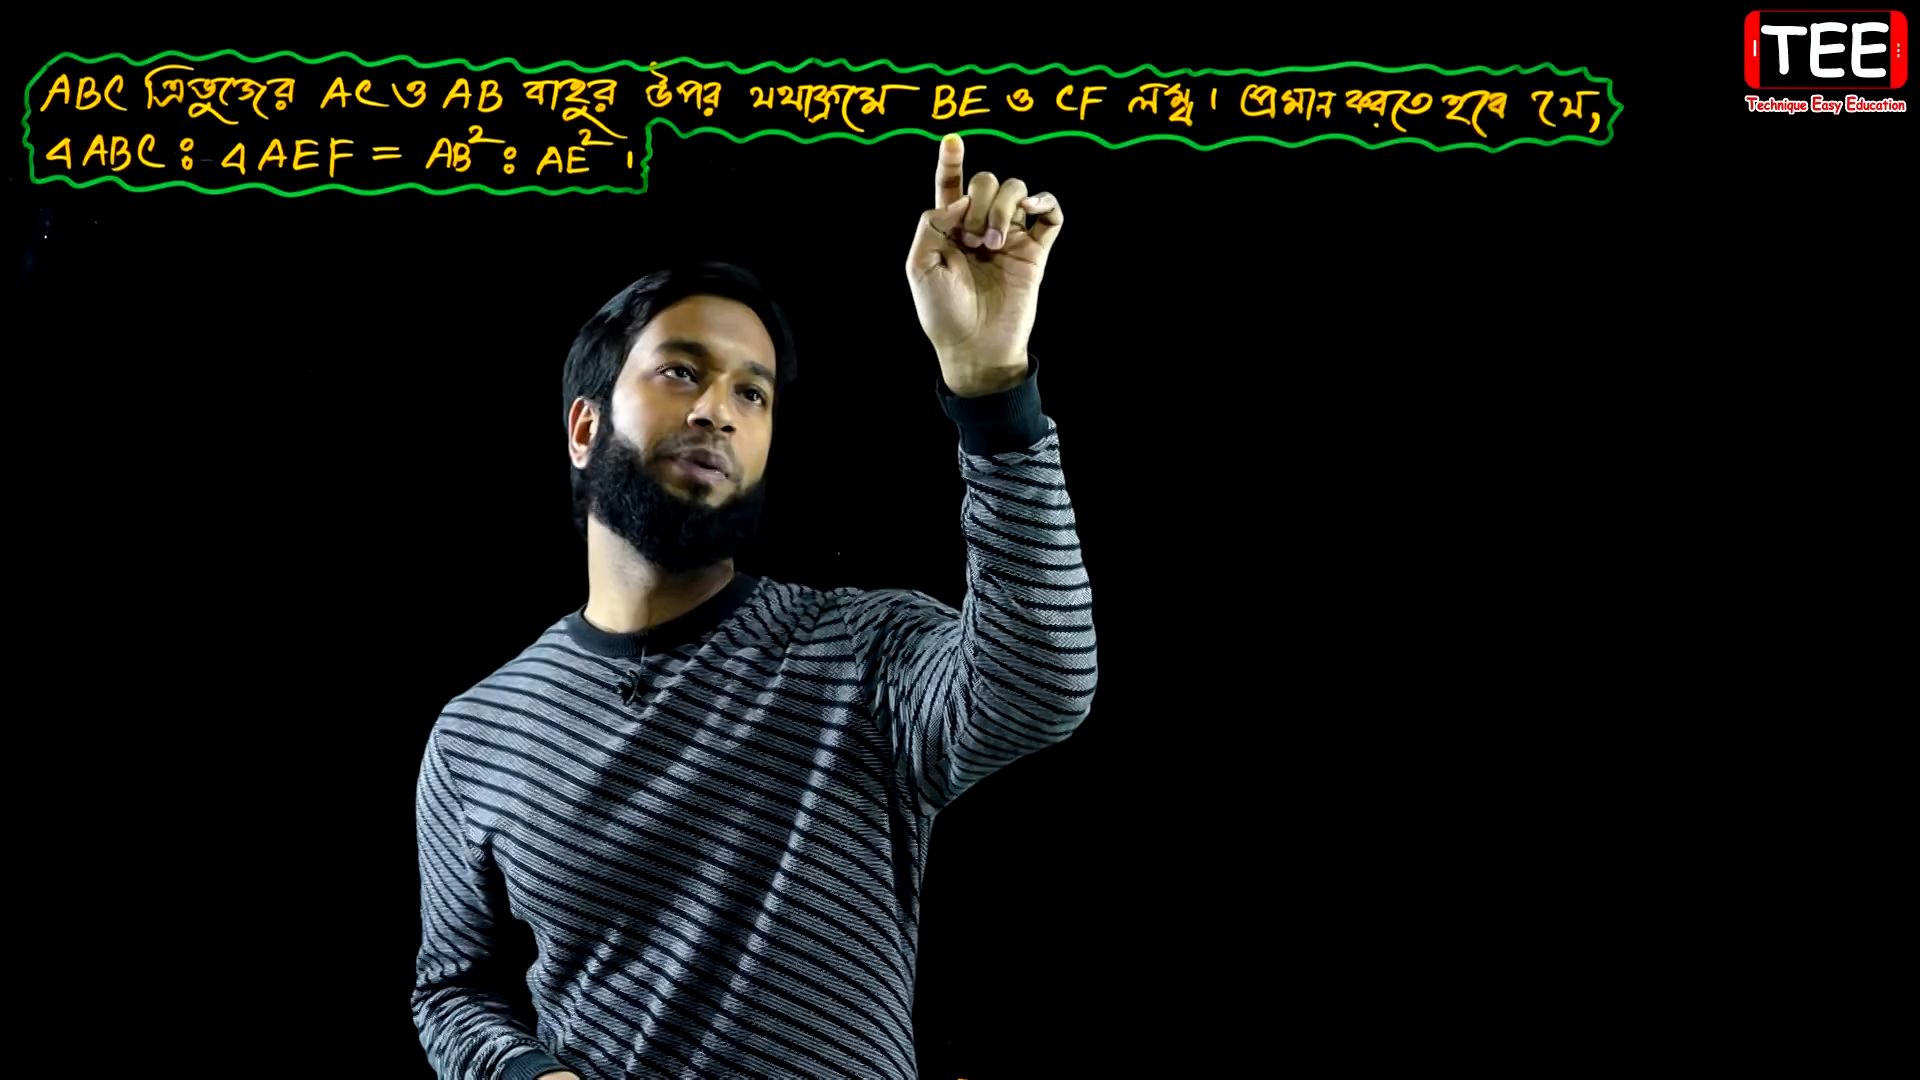 ABC ত্রিভুজের AC ও AB বাহুর উপর যথাক্রমে BE ও CF লম্ব। প্রমান করতে হবে যে,
△ABC : △AEF = AB² : AE² ।
TEE
Technique Easy Education